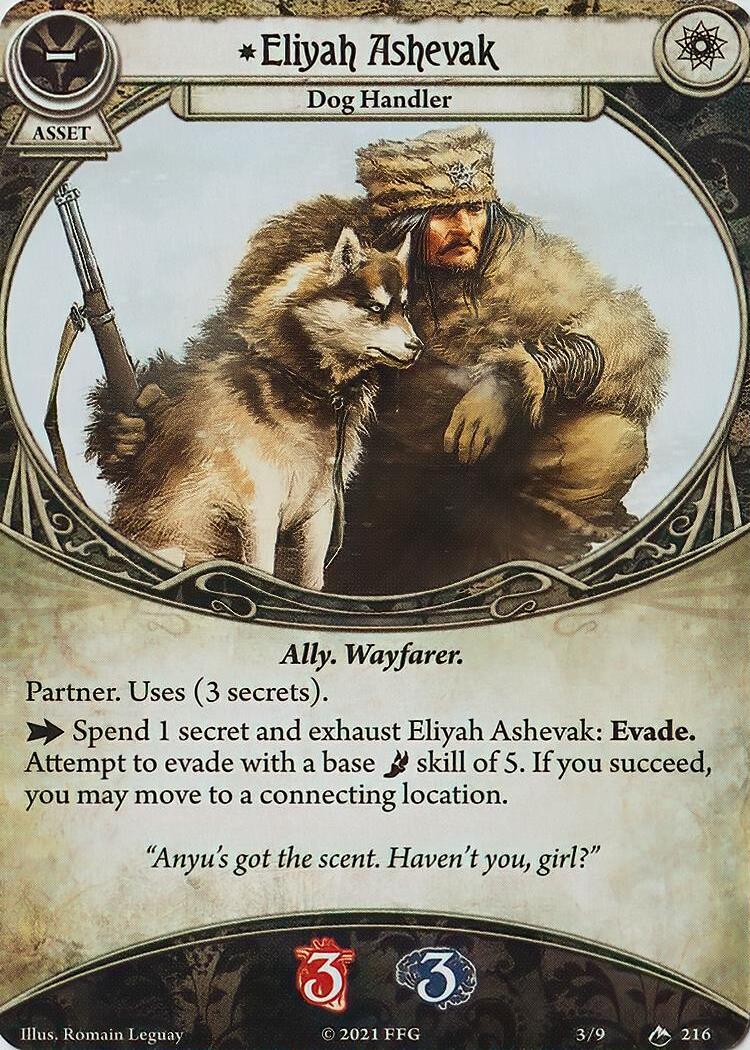 Eliyah Ashevak
Dog Handler
ASSET
Ally. Wayfarer.
Partner. Uses (3 secrets).
Spend 1 secret and exhaust Eliyah Ashevak: Evade.
Attempt to evade with a base skill of 5. If you succeed,
you may move to a connecting location.
“Anyu’s got the scent. Haven’t you, girl?”
3 3
Illus. Romain Leguay © 2021 FFG 3/9 216